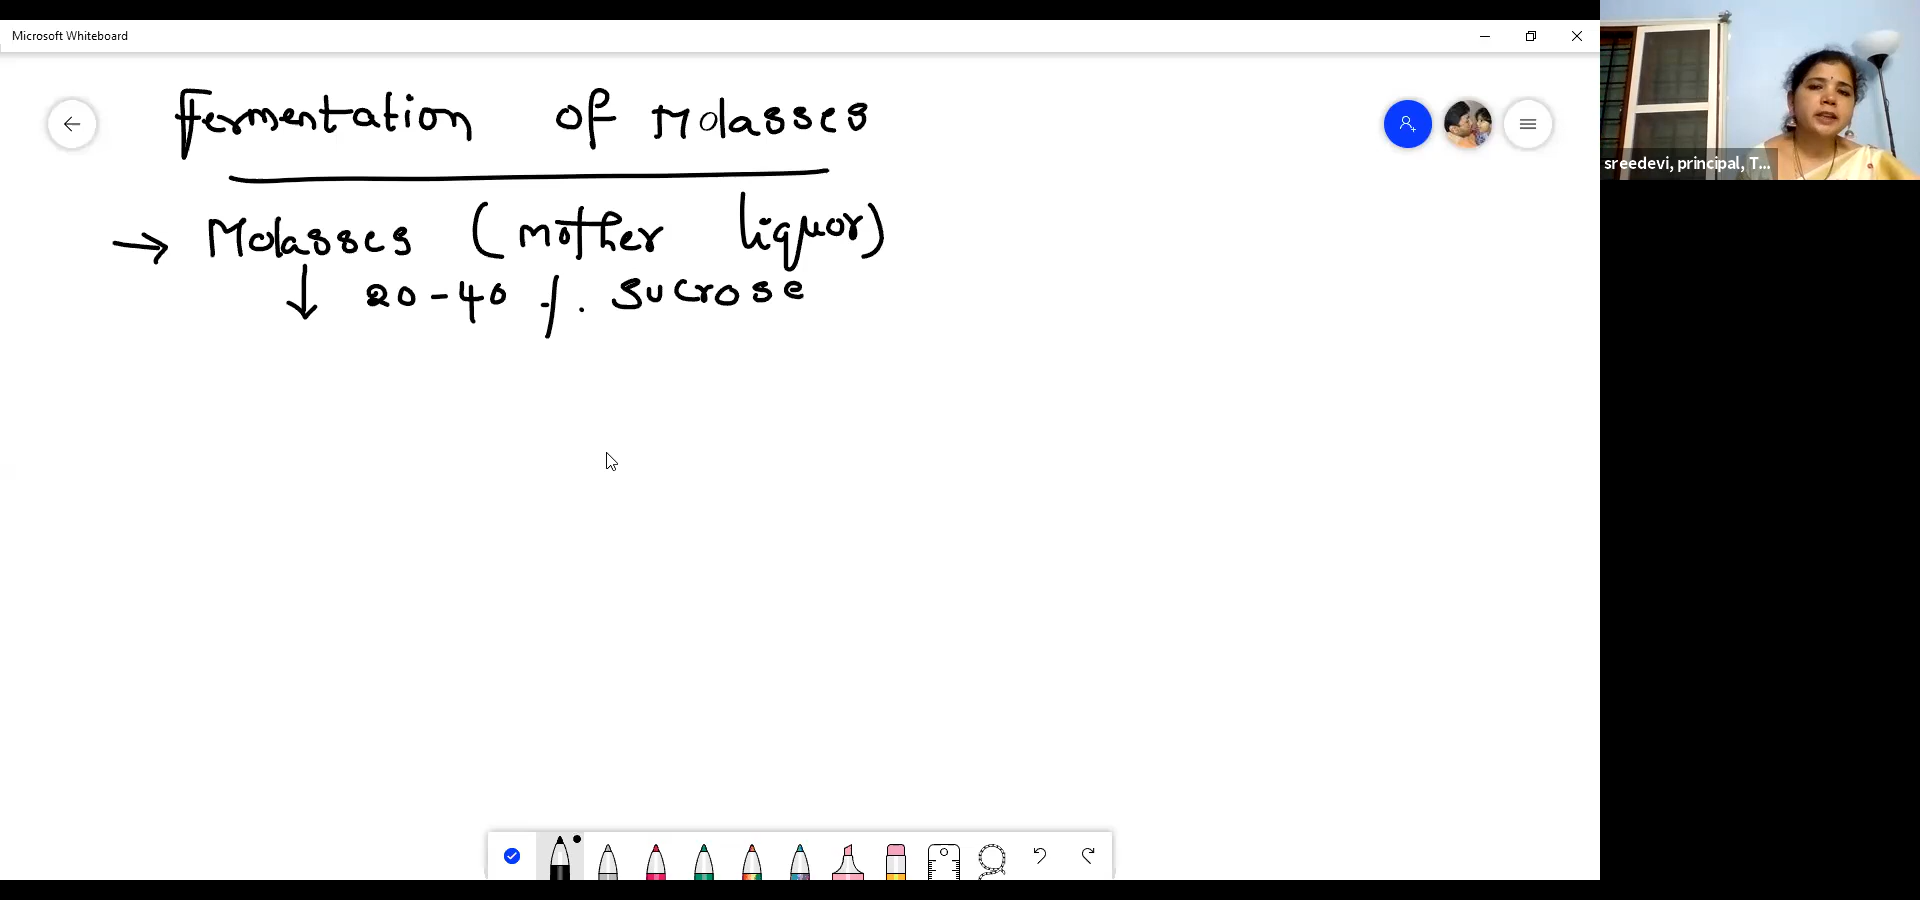 Microsoft Whiteboard
Fermentation of Molasses
→ Molasses (mother liquor)
↓ 20-40 %. Sucrose
sreedevi, principal, T...